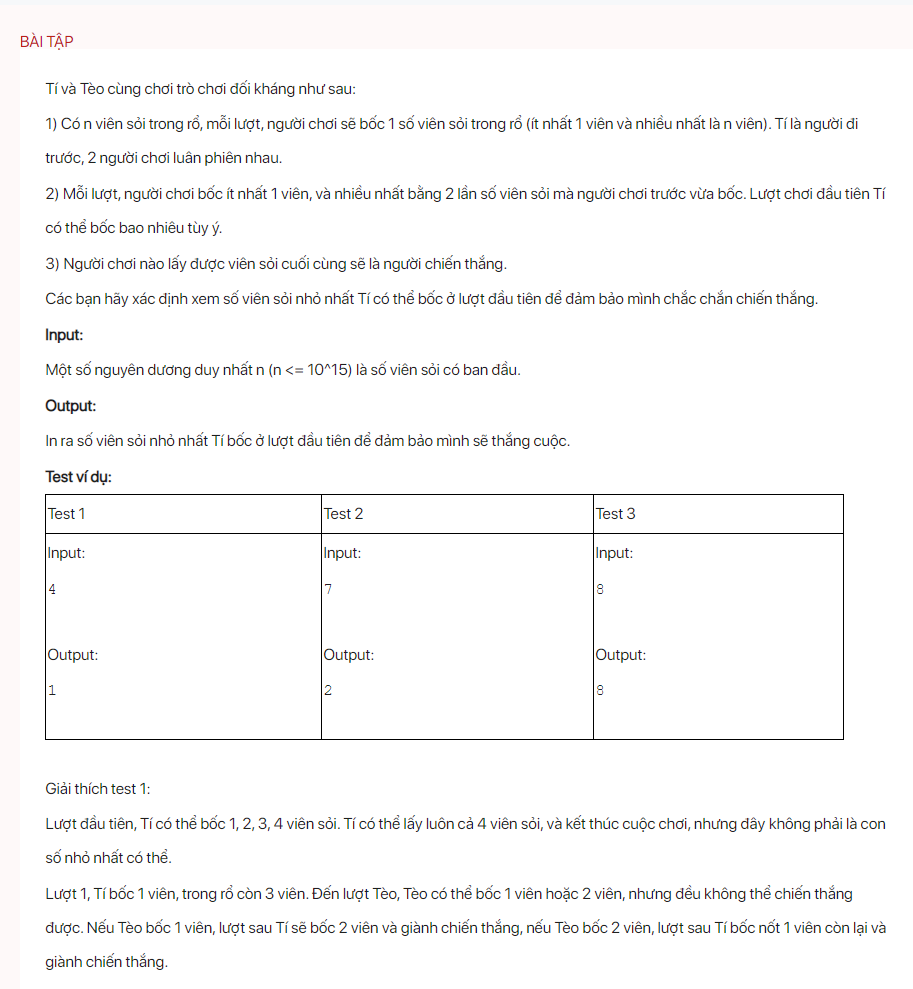 BÀI TẬP
Tí và Tèo cùng chơi trò chơi đối kháng như sau:
1) Có n viên sỏi trong rổ, mỗi lượt, người chơi sẽ bốc 1 số viên sỏi trong rổ (ít nhất 1 viên và nhiều nhất là n viên). Tí là người đi
trước, 2 người chơi luân phiên nhau.
2) Mỗi lượt, người chơi bốc ít nhất 1 viên, và nhiều nhất bằng 2 lần số viên sỏi mà người chơi trước vừa bốc. Lượt chơi đầu tiên Tí
có thể bốc bao nhiêu tùy ý.
3) Người chơi nào lấy được viên sỏi cuối cùng sẽ là người chiến thắng.
Các bạn hãy xác định xem số viên sỏi nhỏ nhất Tí có thể bốc ở lượt đầu tiên để đảm bảo mình chắc chắn chiến thắng.
Input:
Một số nguyên dương duy nhất n (n <= 10^15) là số viên sỏi có ban đầu.
Output:
In ra số viên sỏi nhỏ nhất Tí bốc ở lượt đầu tiên để đảm bảo mình sẽ thắng cuộc.
Test ví dụ:
Test 1 Test 2 Test 3
Input: Input: Input:
4 7 8
Output: Output: Output:
1 2 8
Giải thích test 1:
Lượt đầu tiên, Tí có thể bốc 1, 2, 3, 4 viên sỏi. Tí có thể lấy luôn cả 4 viên sỏi, và kết thúc cuộc chơi, nhưng đây không phải là con
số nhỏ nhất có thể.
Lượt 1, Tí bốc 1 viên, trong rổ còn 3 viên. Đến lượt Tèo, Tèo có thể bốc 1 viên hoặc 2 viên, nhưng đều không thể chiến thắng
được. Nếu Tèo bốc 1 viên, lượt sau Tí sẽ bốc 2 viên và giành chiến thắng, nếu Tèo bốc 2 viên, lượt sau Tí bốc nốt 1 viên còn lại và
giành chiến thắng.